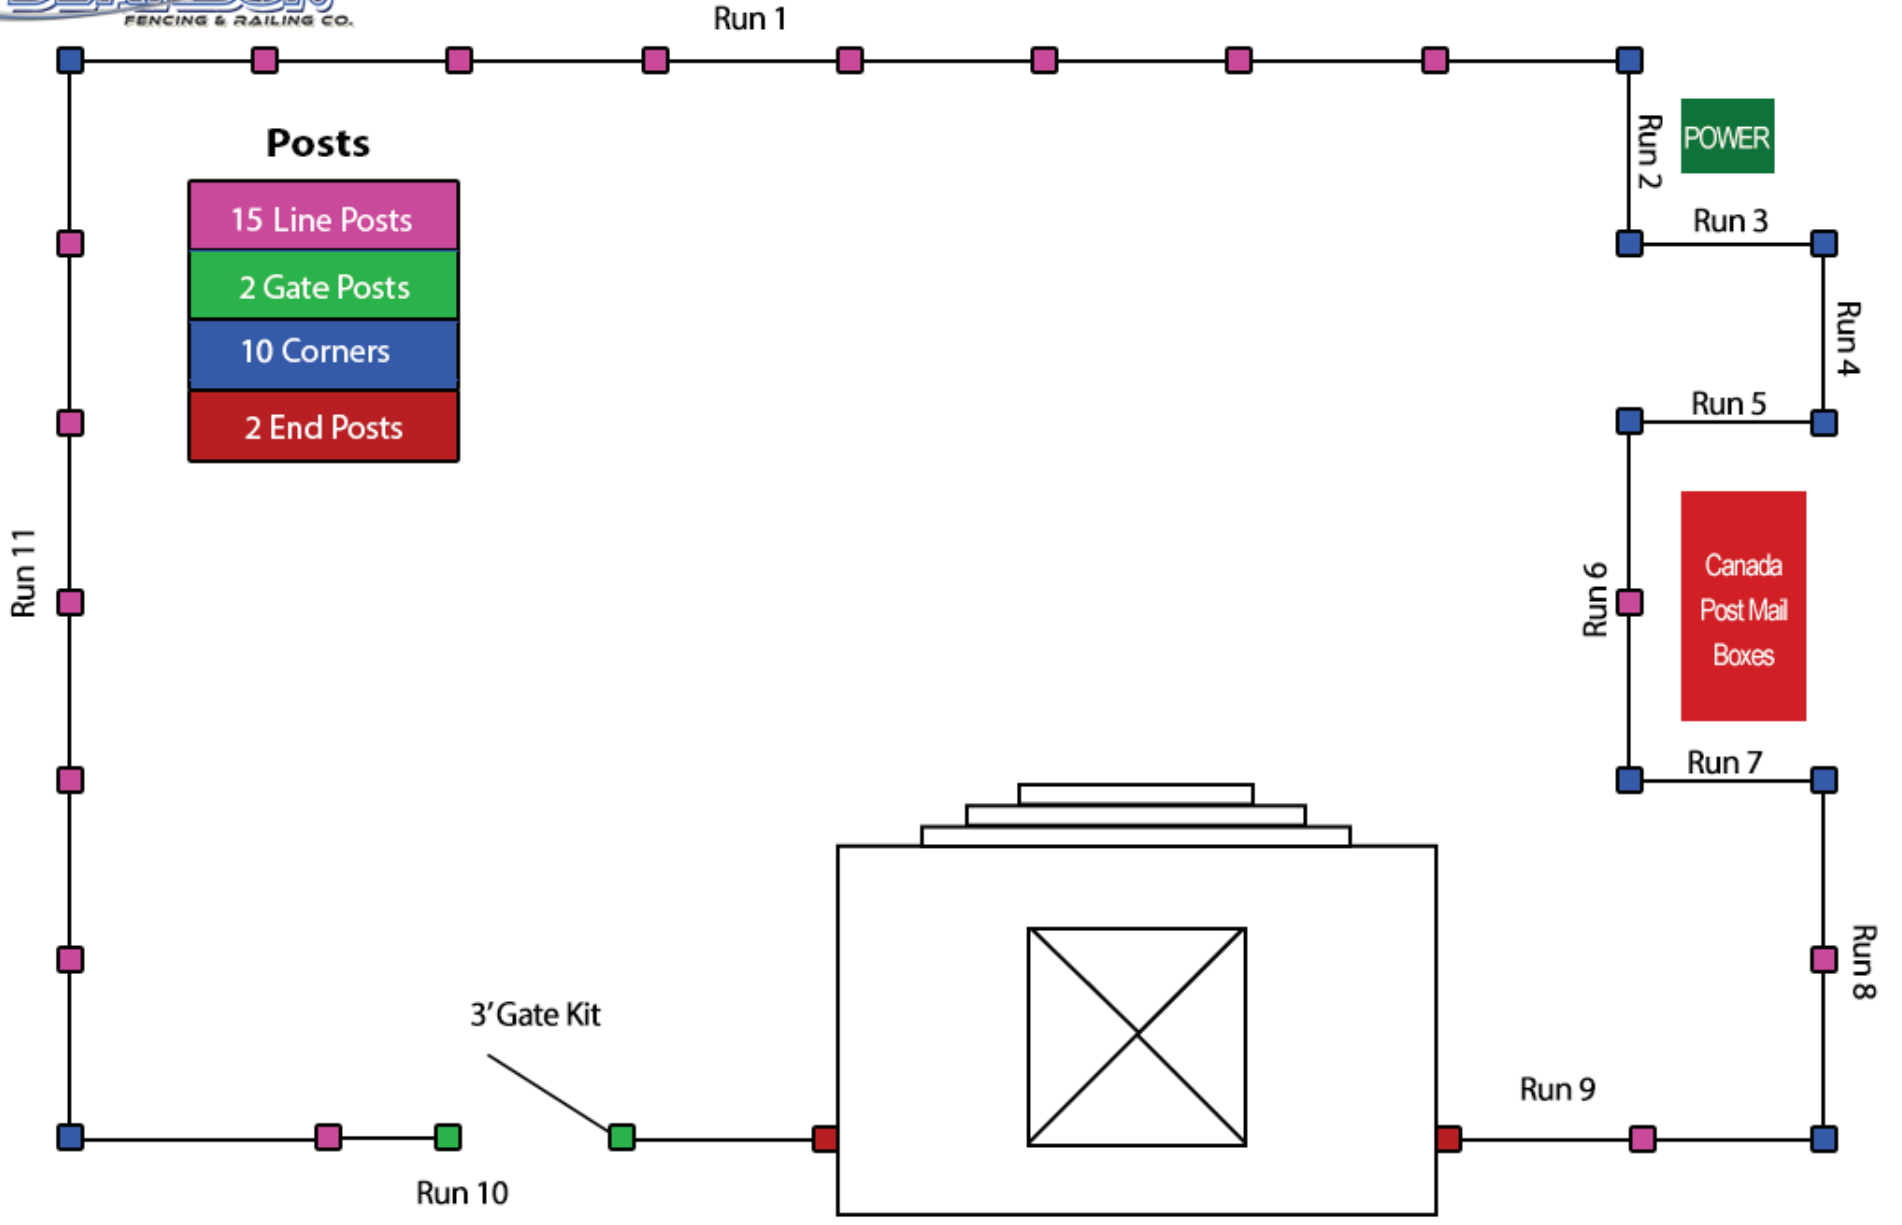 FENCING & RAILING CO.
Run 1
Posts
15 Line Posts
2 Gate Posts
10 Corners
2 End Posts
Run 2
POWER
Run 3
Run 4
Run 5
Run 6
Canada
Post Mail
Boxes
Run 7
Run 8
Run 9
Run 11
3' Gate Kit
Run 10